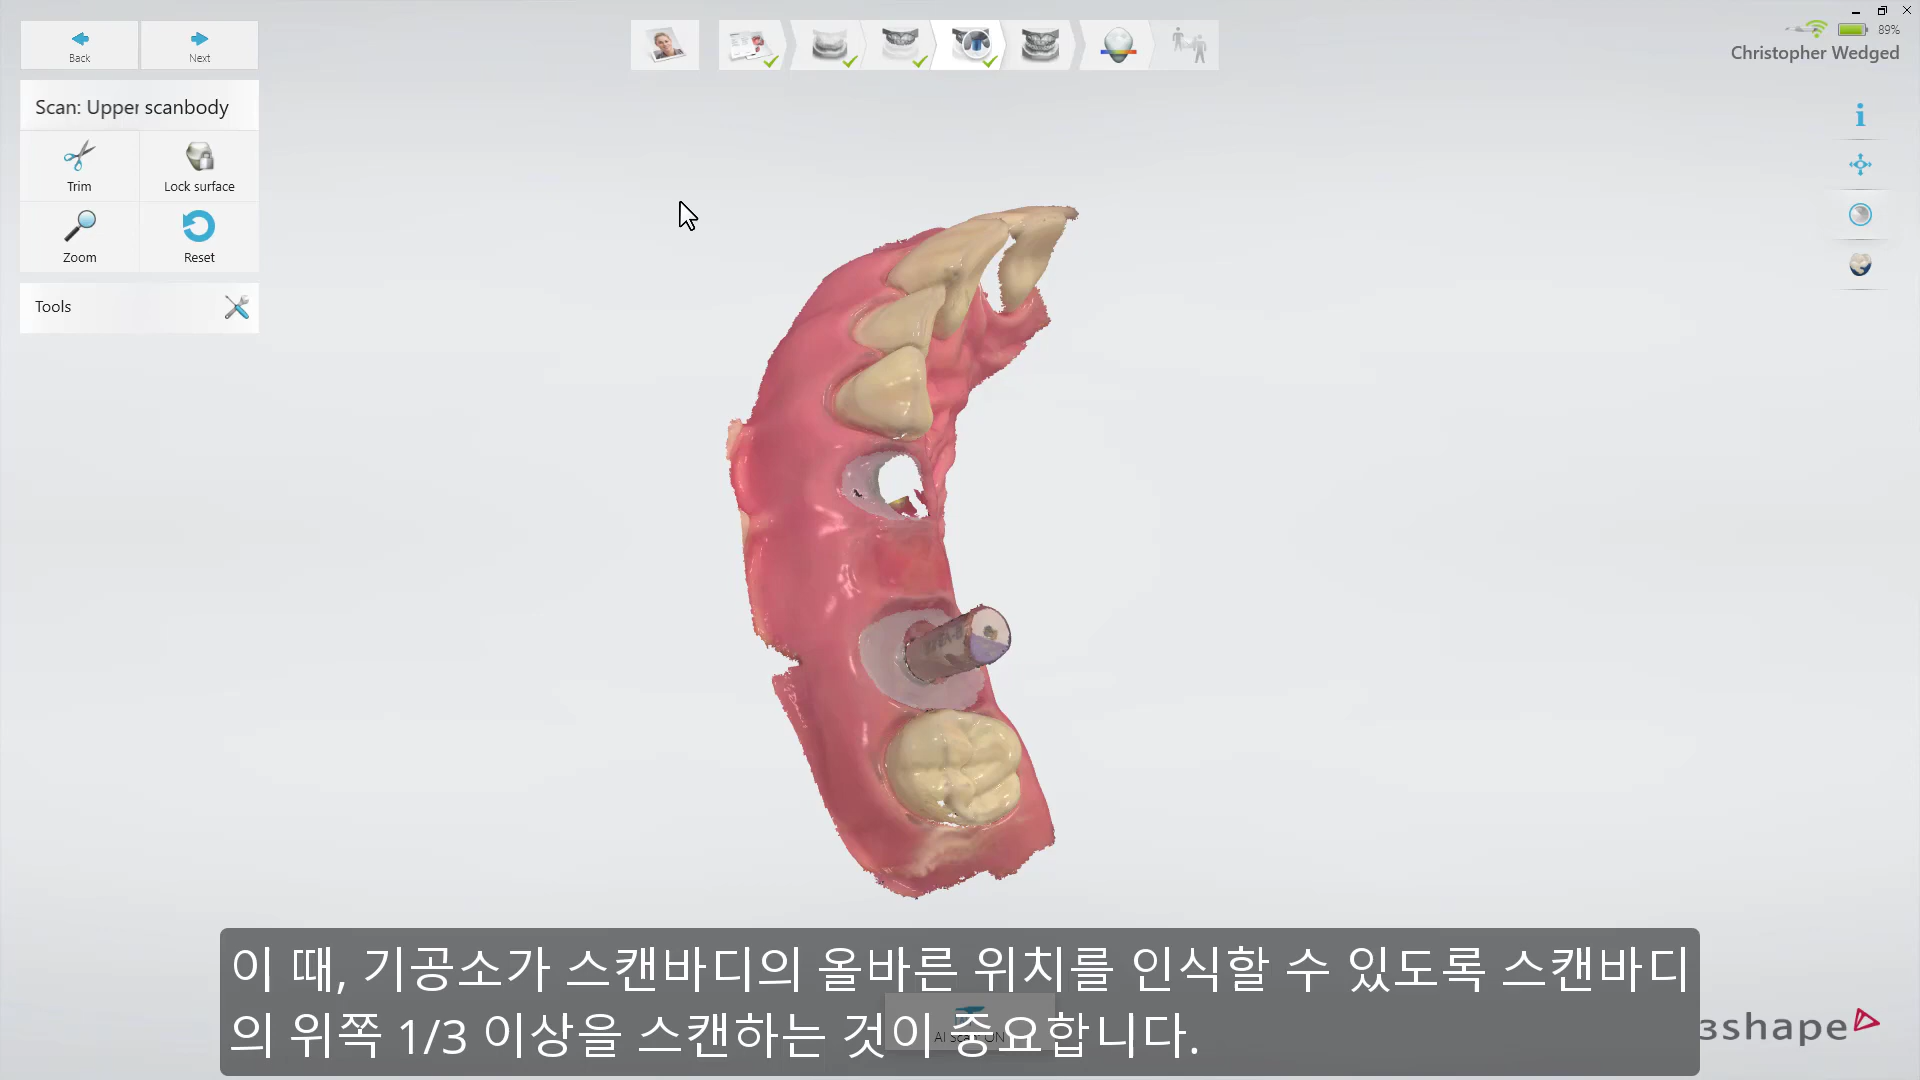 Back
Next
89%
Christopher Wedged
Scan: Upper scanbody
Trim
Lock surface
Zoom
Reset
Tools
이 때, 기공소가 스캔바디의 올바른 위치를 인식할 수 있도록 스캔바디
의 위쪽 1/3 이상을 스캔하는 것이 중요합니다.
3shape